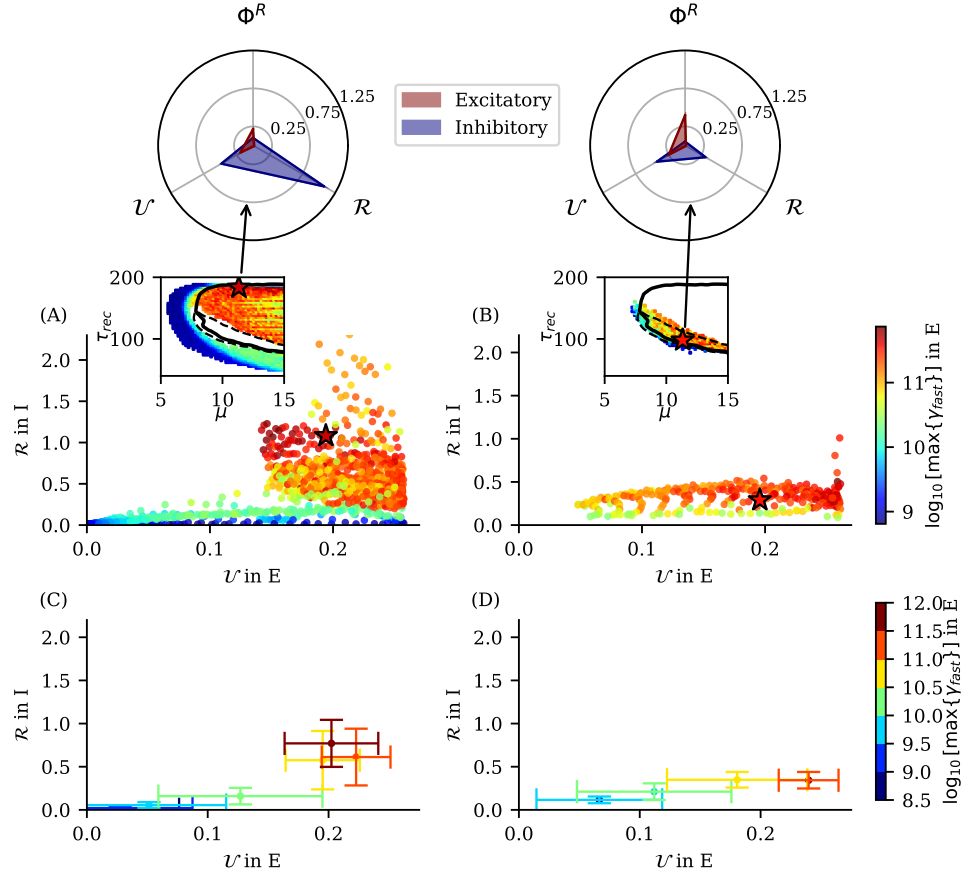 Φ^R
Φ^R
1.25
0.75
0.25
Excitatory
Inhibitory
1.25
0.75
0.25
𝒰
ℛ
𝒰
ℛ
(A)
200
100
τ_rec
5
15
μ
2.0
1.5
1.0
0.5
0.0
ℛ in I
0.0
0.1
0.2
𝒰 in E
(B)
200
100
τ_rec
5
15
μ
2.0
1.5
1.0
0.5
0.0
ℛ in I
0.0
0.1
0.2
𝒰 in E
11
10
9
log₁₀[max{γ_fast}] in E
(C)
2.0
1.5
1.0
0.5
0.0
ℛ in I
0.0
0.1
0.2
𝒰 in E
(D)
2.0
1.5
1.0
0.5
0.0
ℛ in I
0.0
0.1
0.2
𝒰 in E
12.0
11.5
11.0
10.5
10.0
9.5
9.0
8.5
log₁₀[max{γ_fast}] in E